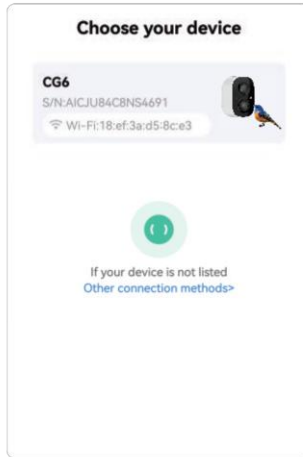 Choose your device
CG6
S/N:AICJU84C8NS4691
Wi-Fi:18:ef:3a:d5:8c:e3
If your device is not listed
Other connection methods>